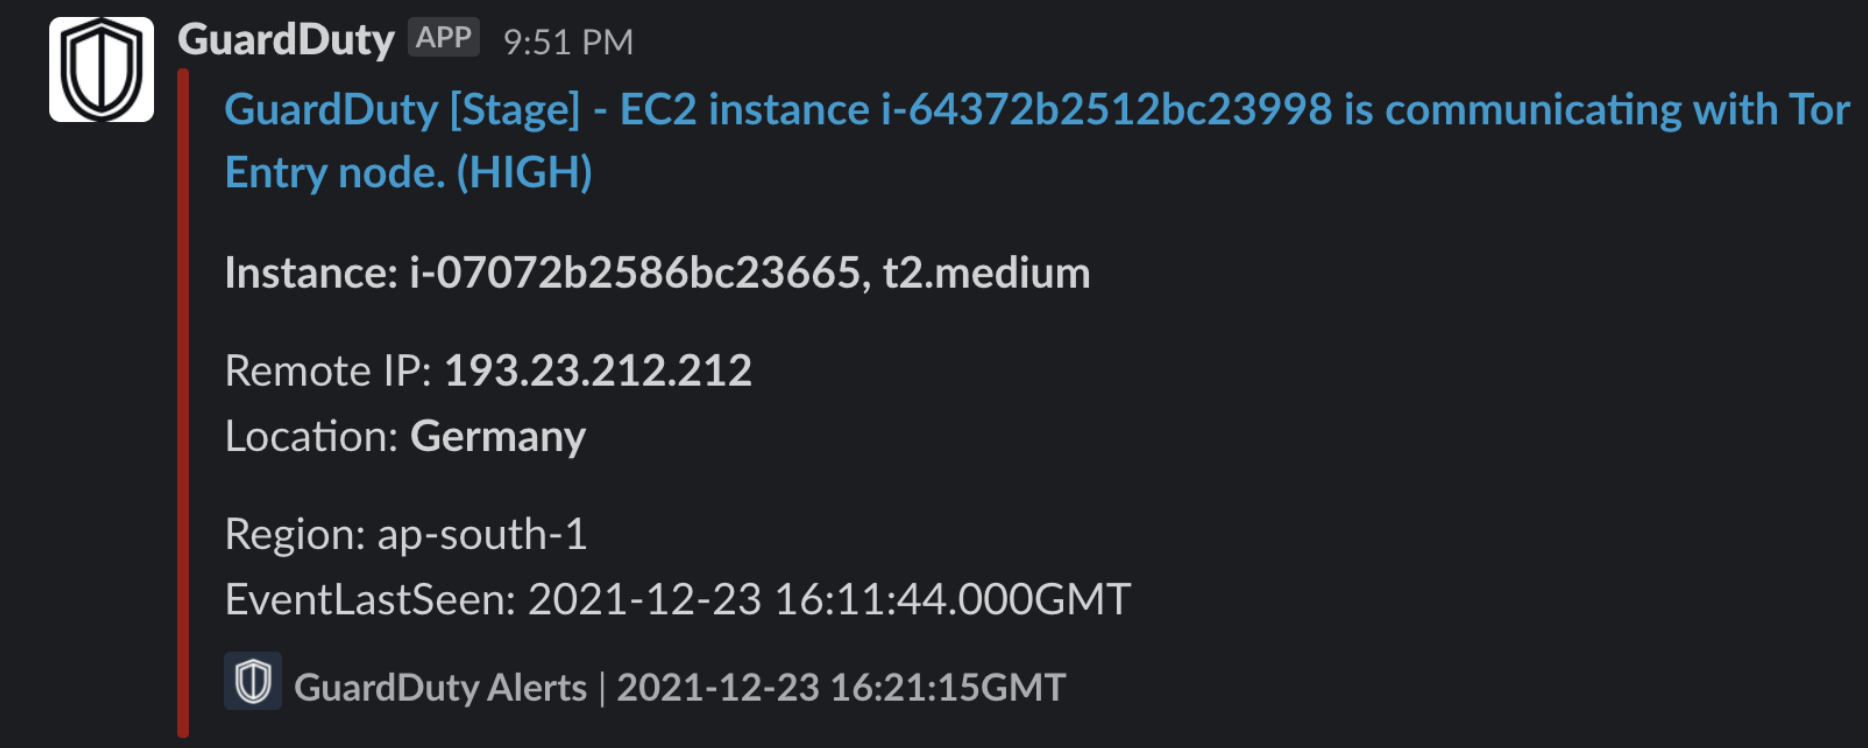 GuardDuty APP 9:51 PM
GuardDuty [Stage] - EC2 instance i-64372b2512bc23998 is communicating with Tor
Entry node. (HIGH)
Instance: i-07072b2586bc23665, t2.medium
Remote IP: 193.23.212.212
Location: Germany
Region: ap-south-1
EventLastSeen: 2021-12-23 16:11:44.000GMT
GuardDuty Alerts | 2021-12-23 16:21:15GMT